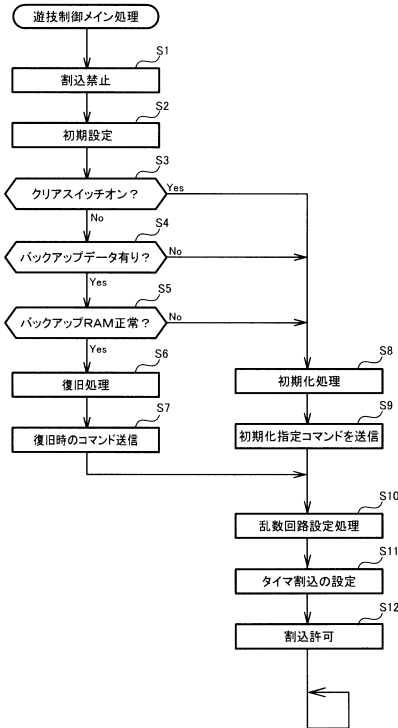 遊技制御メイン処理
S1
割込禁止
S2
初期設定
S3
クリアスイッチオン？
Yes
No
S4
バックアップデータ有り？
No
Yes
S5
バックアップRAM正常？
No
Yes
S6
復旧処理
S7
復旧時のコマンド送信
S8
初期化処理
S9
初期化指定コマンドを送信
S10
乱数回路設定処理
S11
タイマ割込の設定
S12
割込許可